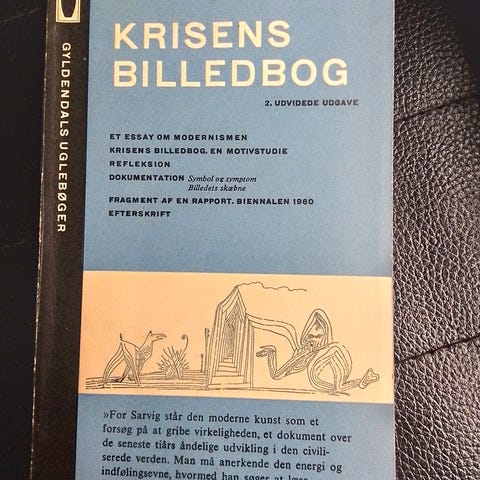 GYLDENDALS UGLEBØGER
KRISENS
BILLEDBOG
2. UDVIDEDE UDGAVE
ET ESSAY OM MODERNISMEN
KRISENS BILLEDBOG. EN MOTIVSTUDIE
REFLEKSION
DOKUMENTATION Symbol og symptom
Billedets skæbne
FRAGMENT AF EN RAPPORT. BIENNALEN 1960
EFTERSKRIFT
»For Sarvig står den moderne kunst som et
forsøg på at gribe virkeligheden, et dokument over
de seneste tiårs åndelige udvikling i den civili-
serede verden. Man må anerkende den energi og
indfølingsevne, hvormed han søger at